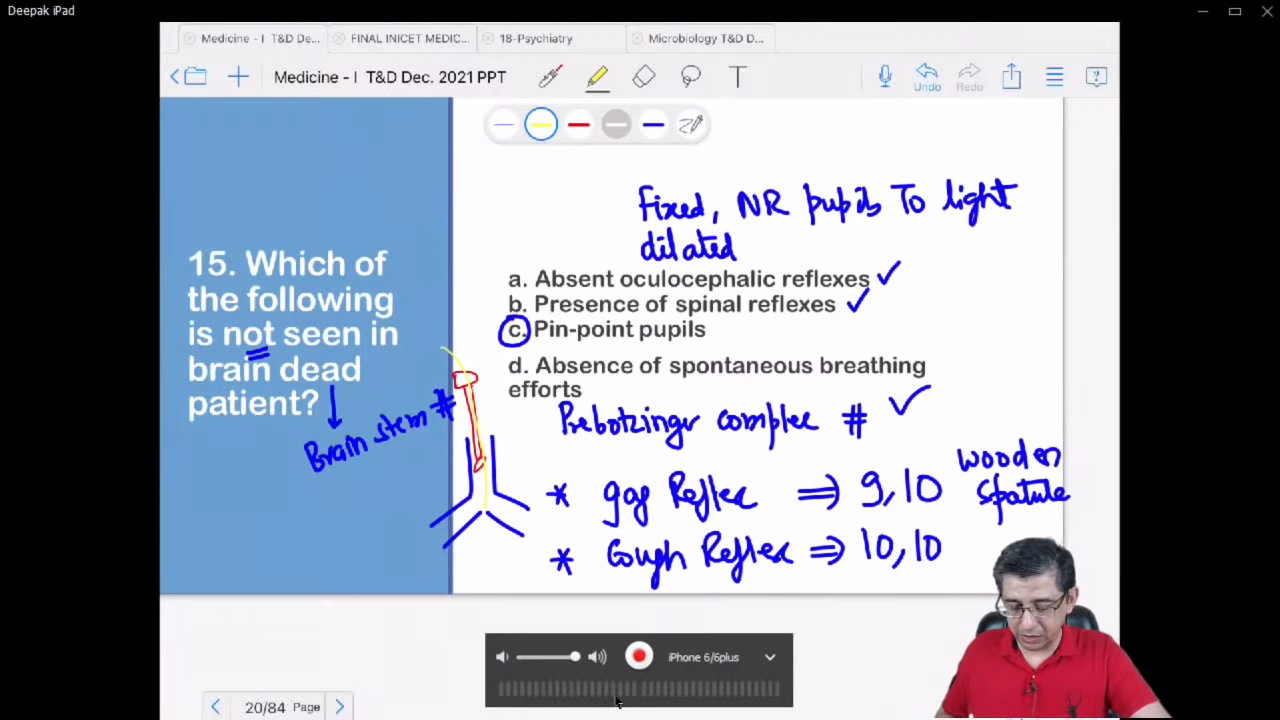 Deepak iPad
Medicine - I T&D De...
FINAL INICET MEDIC...
18-Psychiatry
Microbiology T&D D...
Medicine - I T&D Dec. 2021 PPT
T
Undo
Redo
Fixed, NR pupils To light
dilated
15. Which of
the following
is not seen in
brain dead
patient?
Brain stem #
a. Absent oculocephalic reflexes ✓
b. Presence of spinal reflexes ✓
c. Pin-point pupils
d. Absence of spontaneous breathing
efforts ✓
Prebotzinger complex #
* gag Reflex ⇒ 9, 10
wooden
spatule
* Cough Reflex ⇒ 10, 10
iPhone 6/6plus
20/84 Page